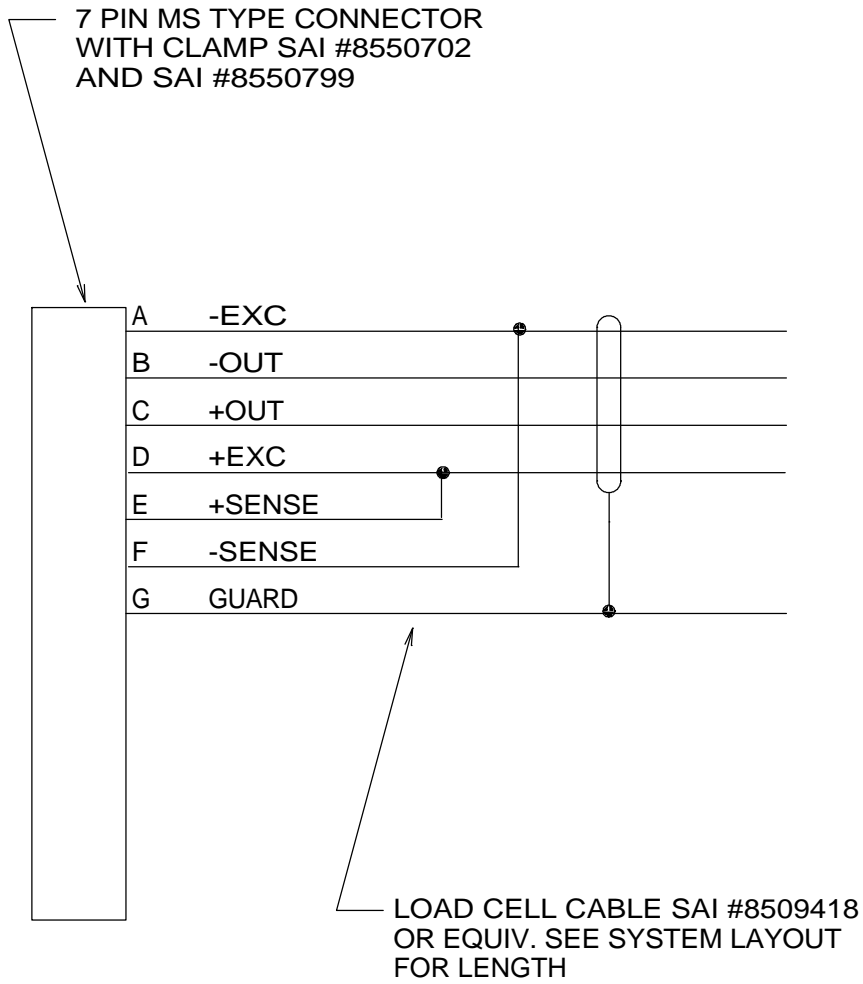 7 PIN MS TYPE CONNECTOR
WITH CLAMP SAI #8550702
AND SAI #8550799
A -EXC
B -OUT
C +OUT
D +EXC
E +SENSE
F -SENSE
G GUARD
LOAD CELL CABLE SAI #8509418
OR EQUIV. SEE SYSTEM LAYOUT
FOR LENGTH